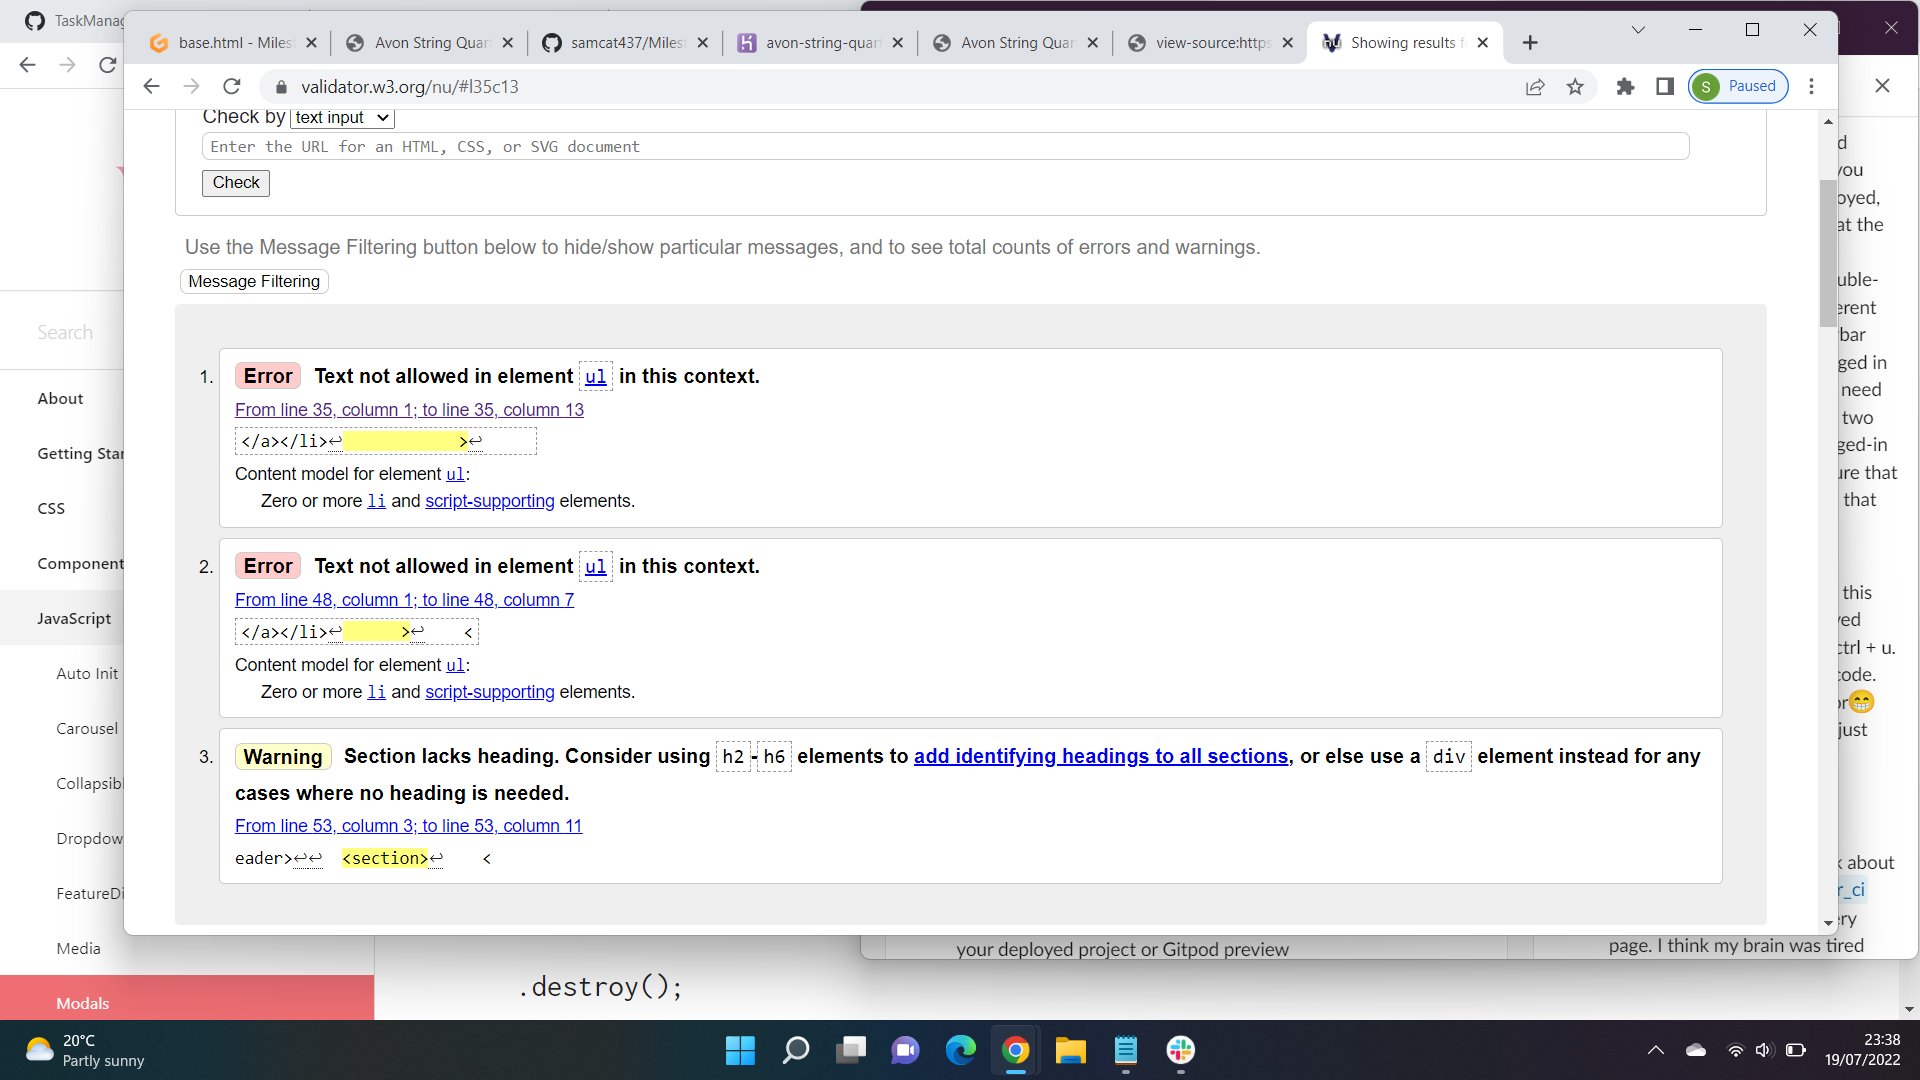 TaskManag
base.html - Milest
Avon String Quar
samcat437/Milest
avon-string-quart
Avon String Quar
view-source:https
Showing results f
validator.w3.org/nu/#l35c13
S
Paused
Check by text input
Enter the URL for an HTML, CSS, or SVG document
Check
Use the Message Filtering button below to hide/show particular messages, and to see total counts of errors and warnings.
Message Filtering
1. Error Text not allowed in element ul in this context.
From line 35, column 1; to line 35, column 13
</a></li>↩ >↩
Content model for element ul:
Zero or more li and script-supporting elements.
2. Error Text not allowed in element ul in this context.
From line 48, column 1; to line 48, column 7
</a></li>↩ >↩ <
Content model for element ul:
Zero or more li and script-supporting elements.
3. Warning Section lacks heading. Consider using h2-h6 elements to add identifying headings to all sections, or else use a div element instead for any
cases where no heading is needed.
From line 53, column 3; to line 53, column 11
eader>↩↩ <section>↩ <
Search
About
Getting Star
CSS
Component
JavaScript
Auto Init
Carousel
Collapsibl
Dropdow
FeatureDi
Media
Modals
.destroy();
your deployed project or Gitpod preview
d
you
oyed,
at the
uble-
erent
bar
ged in
need
two
ged-in
ure that
that
this
ved
ctrl + u.
code.
or😁
just
k about
r_ci
ery
page. I think my brain was tired
20°C
Partly sunny
23:38
19/07/2022